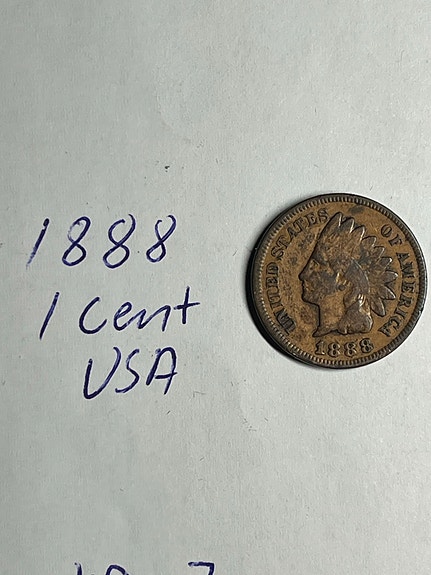 1888
1 cent
USA
UNITED STATES OF AMERICA
1888